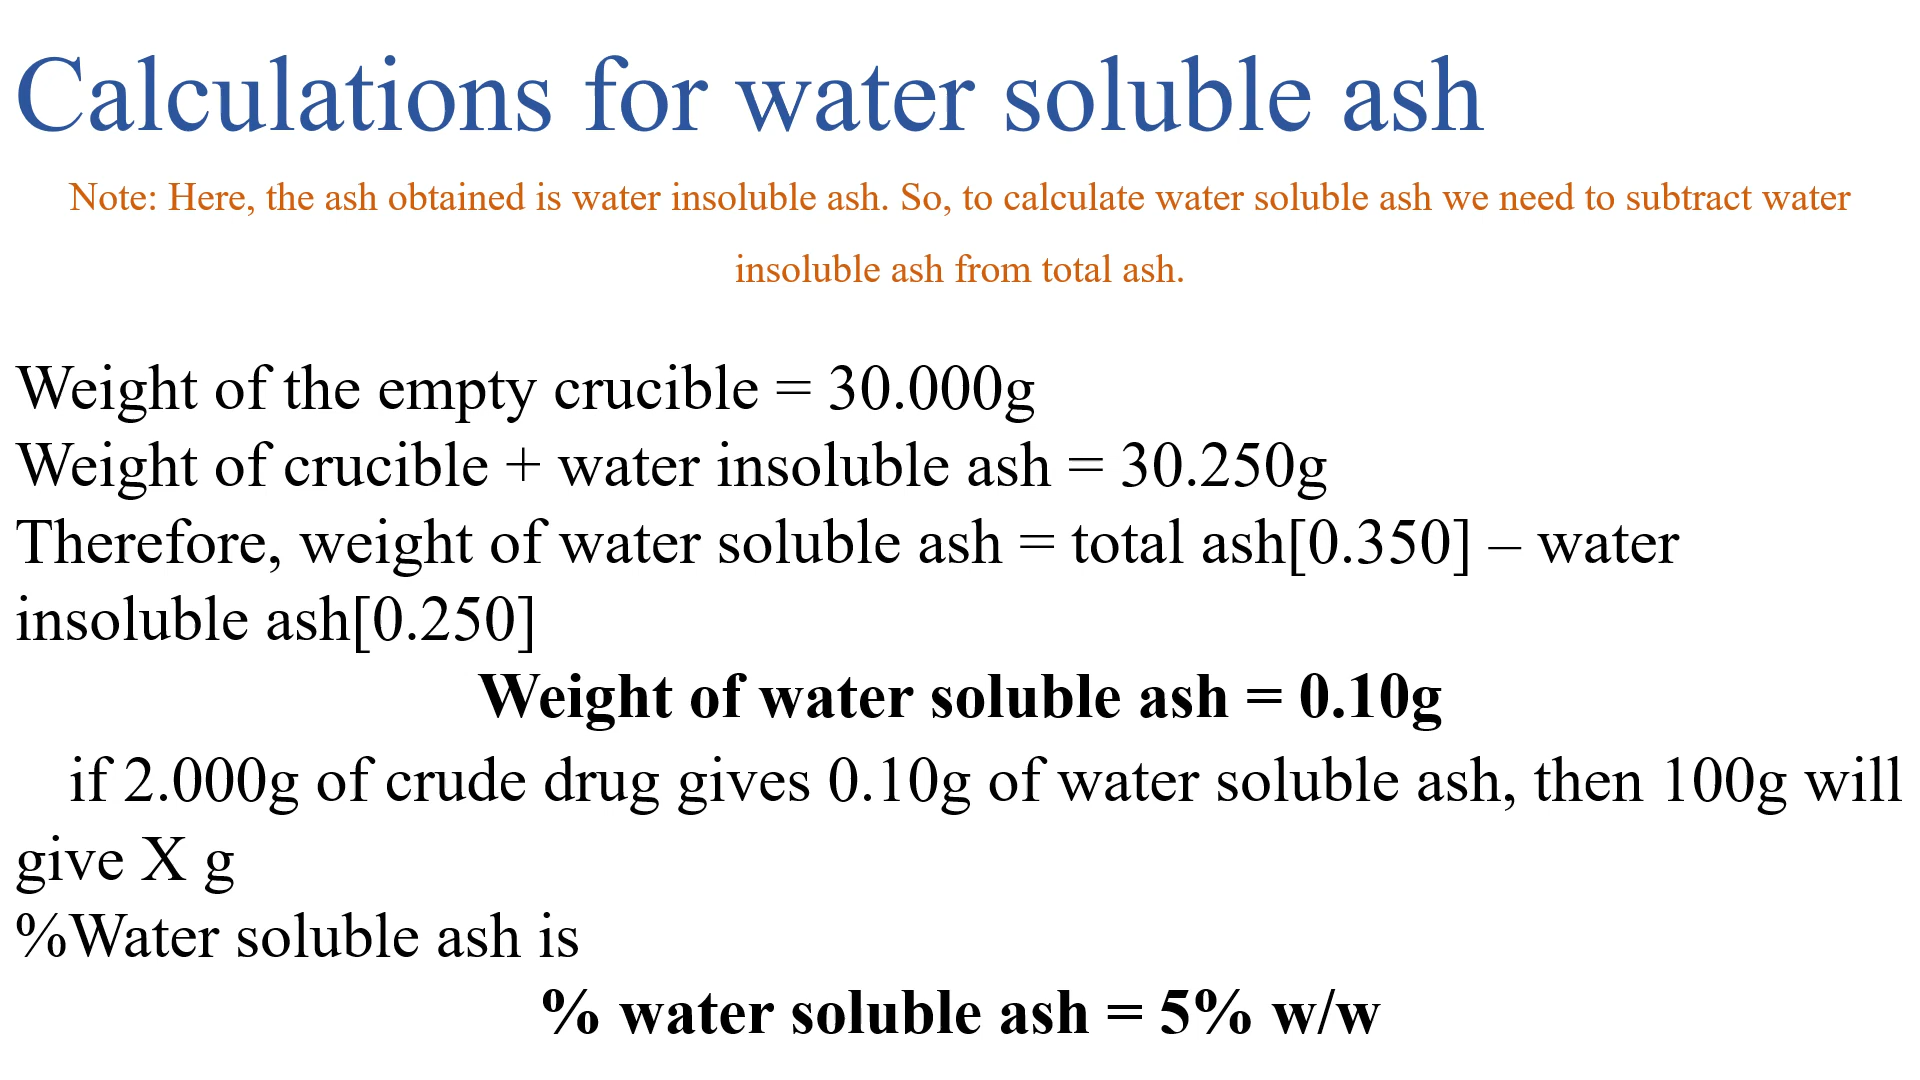 Calculations for water soluble ash
Note: Here, the ash obtained is water insoluble ash. So, to calculate water soluble ash we need to subtract water
insoluble ash from total ash.
Weight of the empty crucible = 30.000g
Weight of crucible + water insoluble ash = 30.250g
Therefore, weight of water soluble ash = total ash[0.350] – water
insoluble ash[0.250]
Weight of water soluble ash = 0.10g
if 2.000g of crude drug gives 0.10g of water soluble ash, then 100g will
give X g
%Water soluble ash is
% water soluble ash = 5% w/w